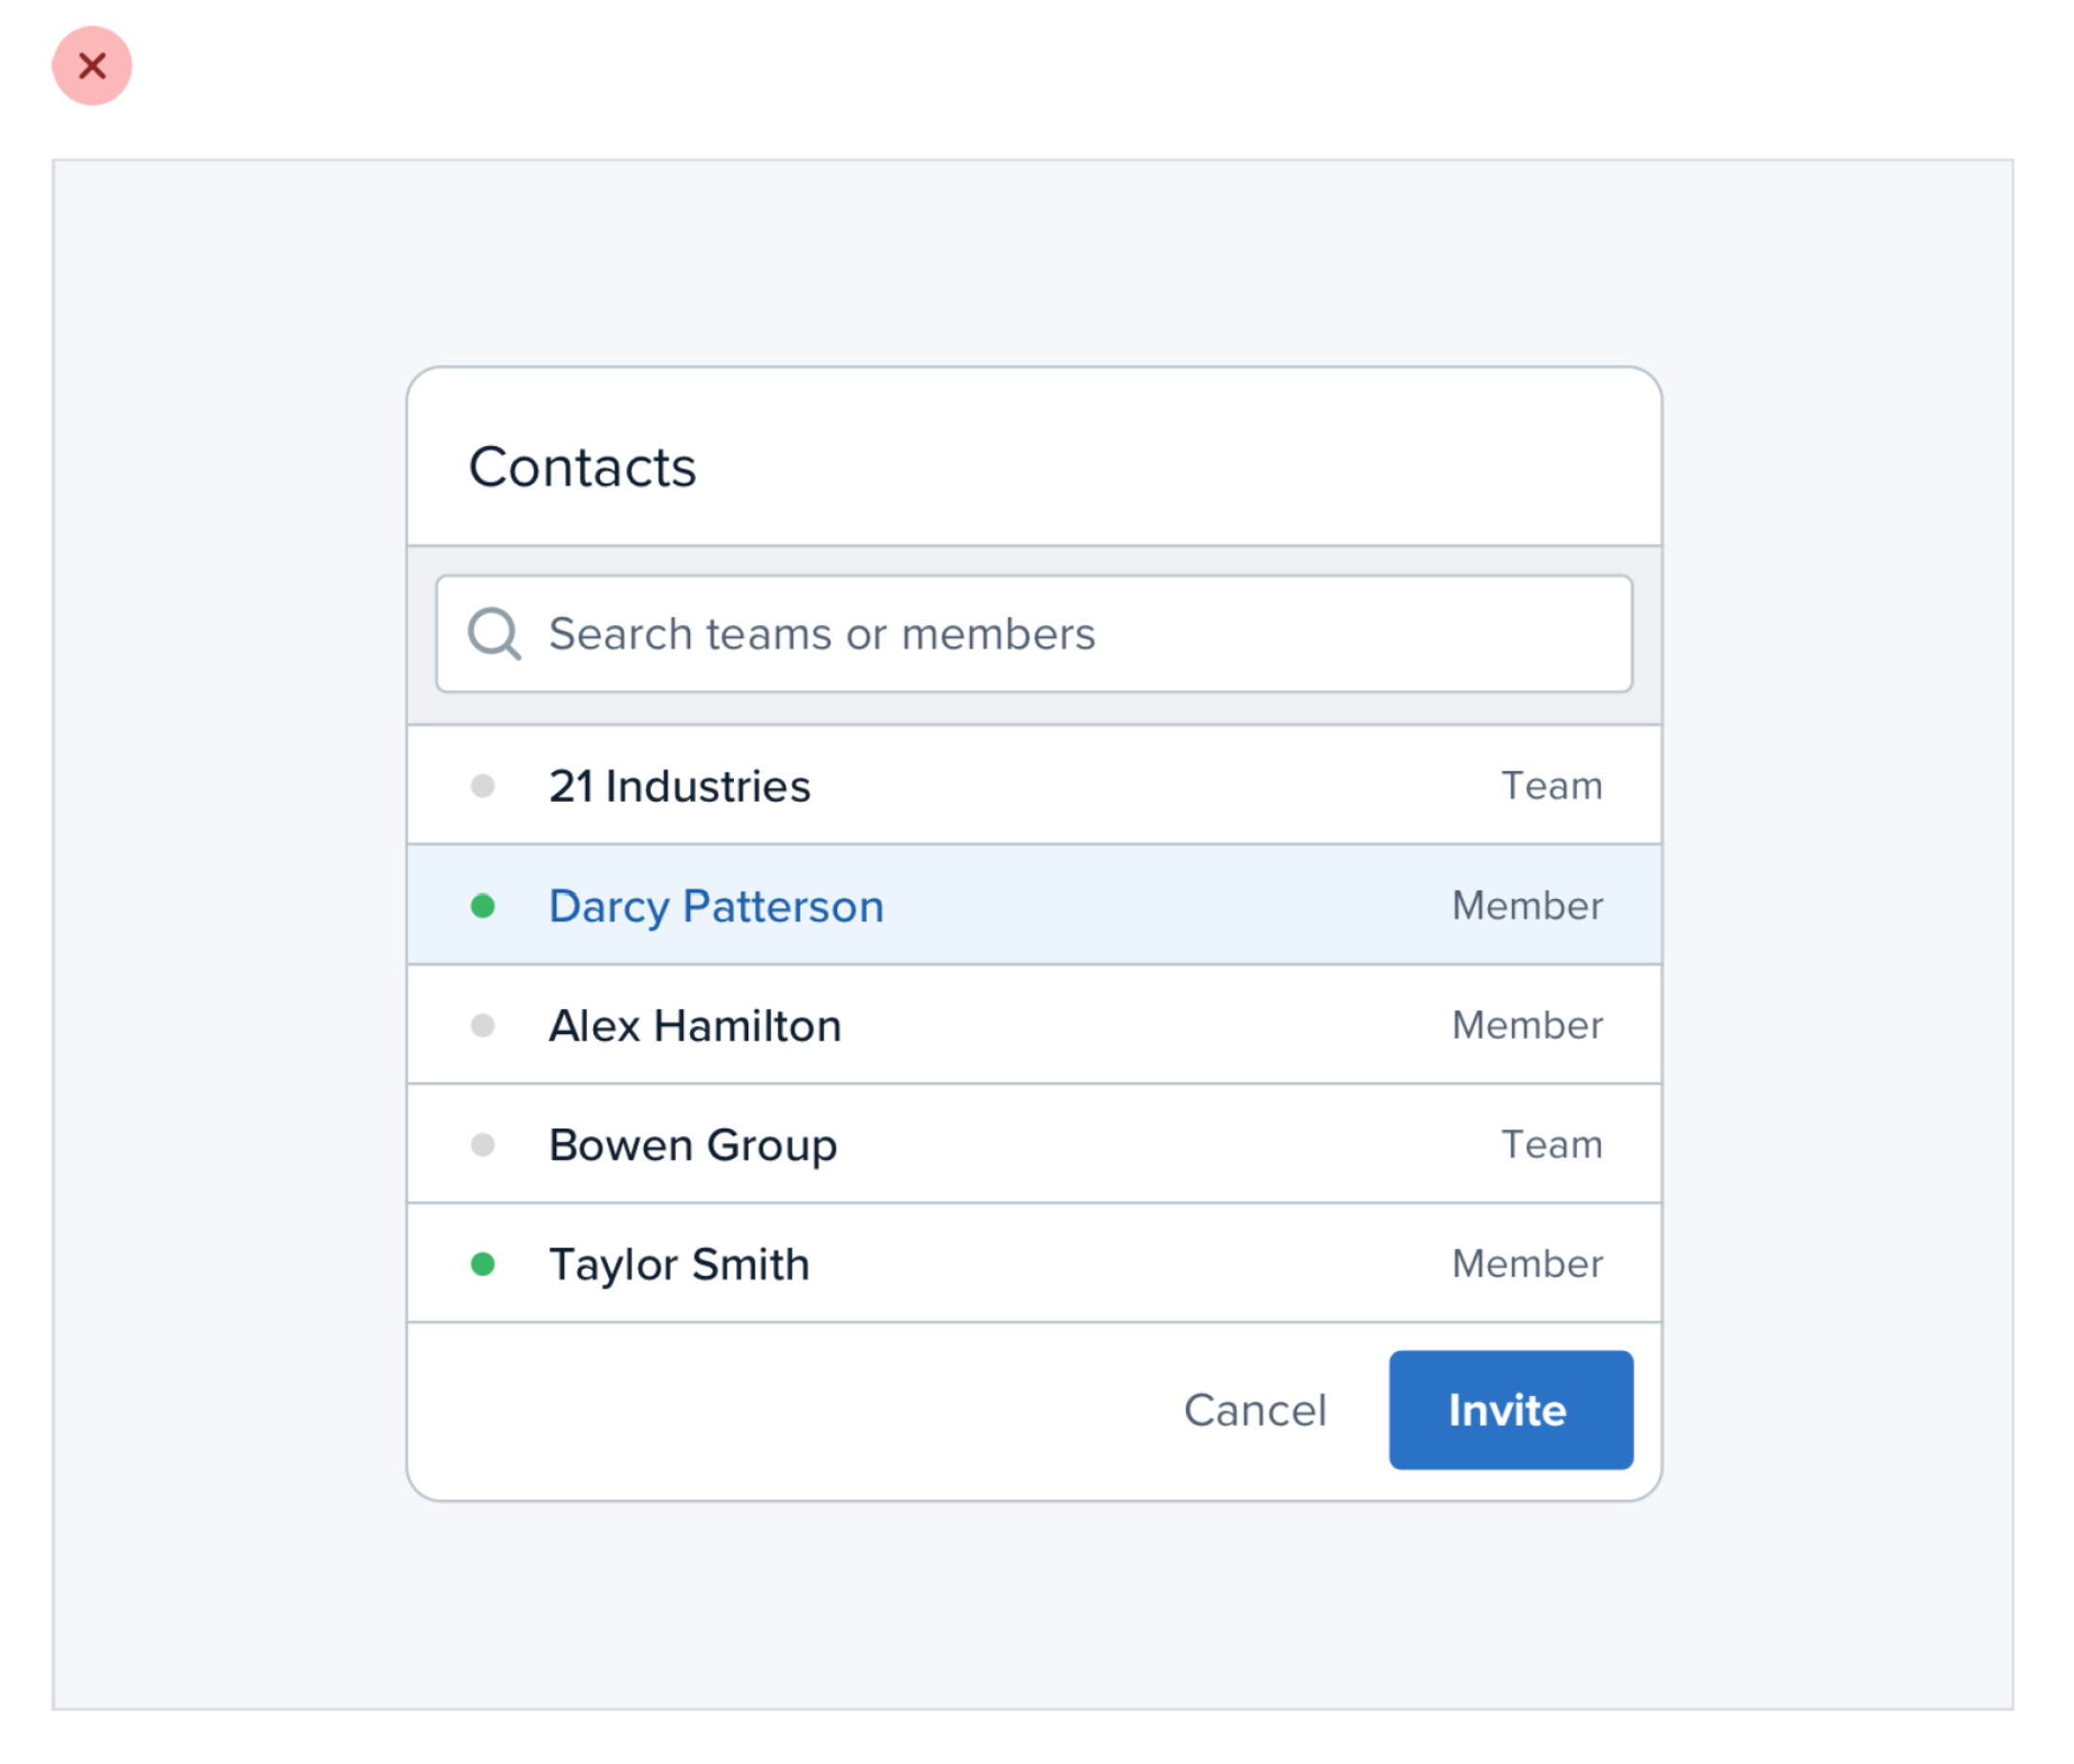 Contacts
Search teams or members
21 Industries Team
Darcy Patterson Member
Alex Hamilton Member
Bowen Group Team
Taylor Smith Member
Cancel Invite